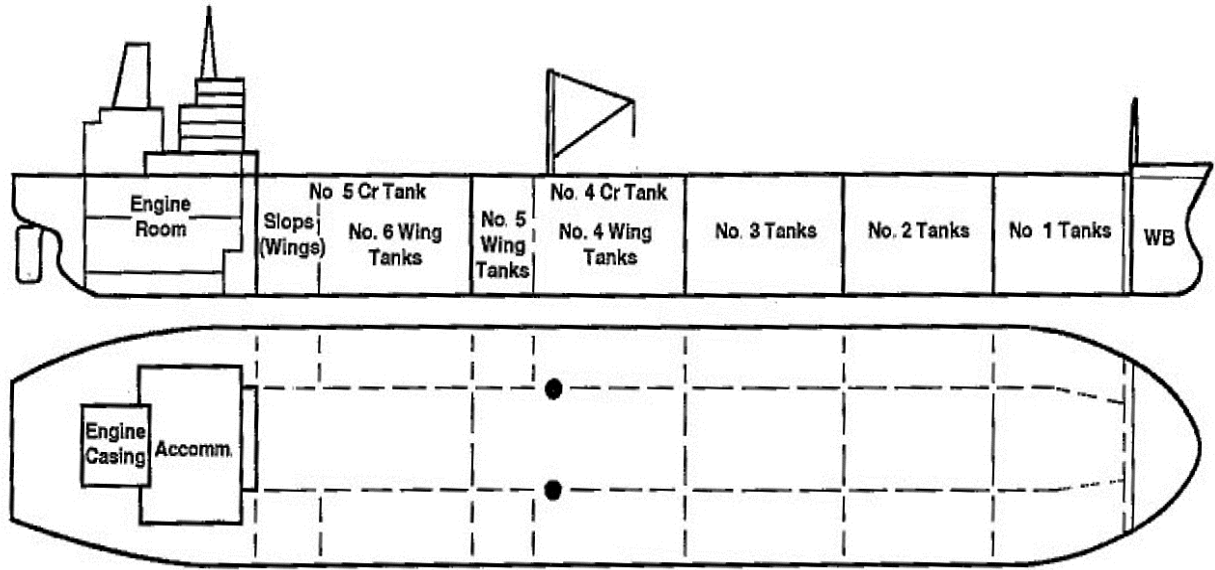 Engine
Room
No 5 Cr Tank
Slops
(Wings)
No. 6 Wing
Tanks
No. 5
Wing
Tanks
No. 4 Cr Tank
No. 4 Wing
Tanks
No. 3 Tanks
No. 2 Tanks
No 1 Tanks
WB
Engine
Casing
Accomm.